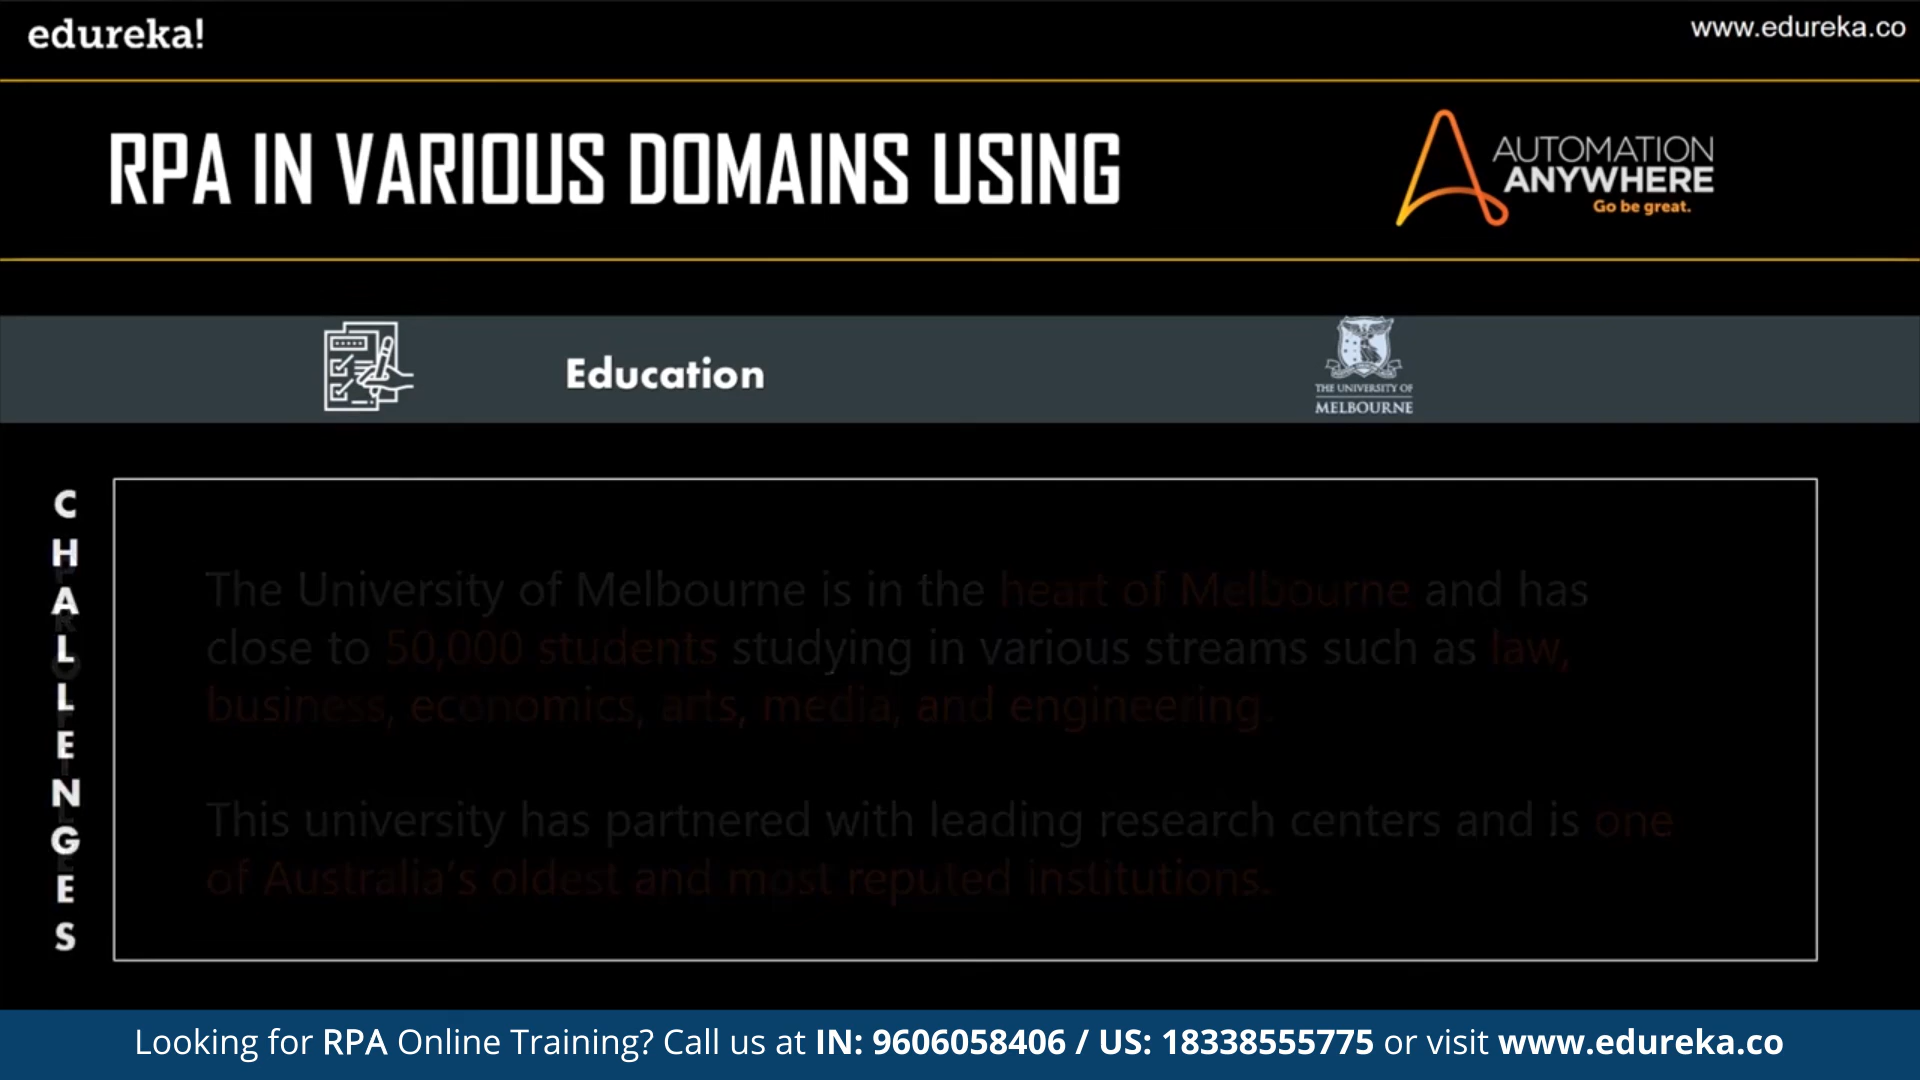 edureka!
www.edureka.co
RPA IN VARIOUS DOMAINS USING
AUTOMATION
ANYWHERE
Go be great.
Education
THE UNIVERSITY OF
MELBOURNE
CHALLENGES
The University of Melbourne is in the heart of Melbourne and has
close to 50,000 students studying in various streams such as law,
business, economics, arts, media, and engineering.
This university has partnered with leading research centers and is one
of Australia's oldest and most reputed institutions.
Looking for RPA Online Training? Call us at IN: 9606058406 / US: 18338555775 or visit www.edureka.co